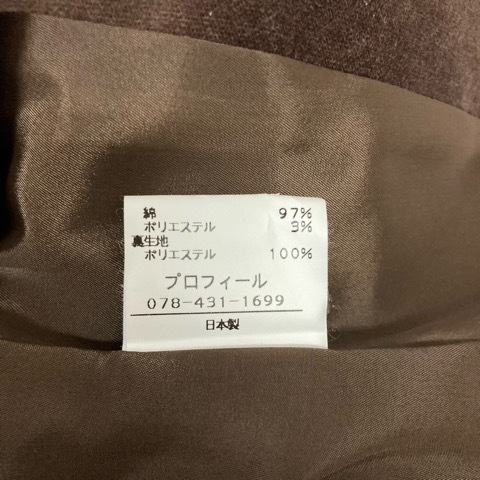 綿 97%
ポリエステル 3%
裏生地
ポリエステル 100%
プロフィール
078-431-1699
日本製